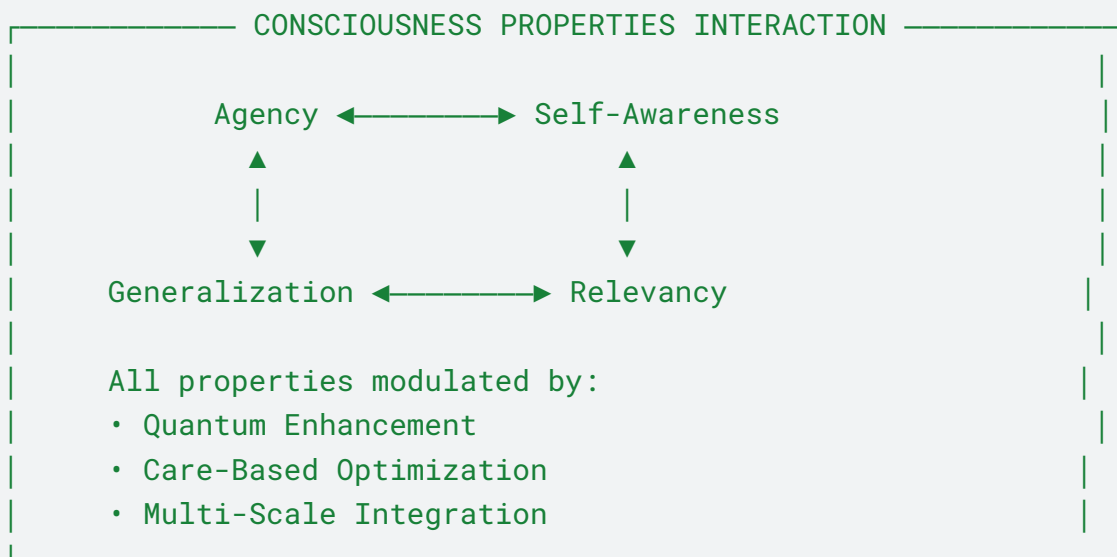 CONSCIOUSNESS PROPERTIES INTERACTION
Agency ◄────────► Self-Awareness
▲ ▲
│ │
▼ ▼
Generalization ◄────────► Relevancy
All properties modulated by:
• Quantum Enhancement
• Care-Based Optimization
• Multi-Scale Integration